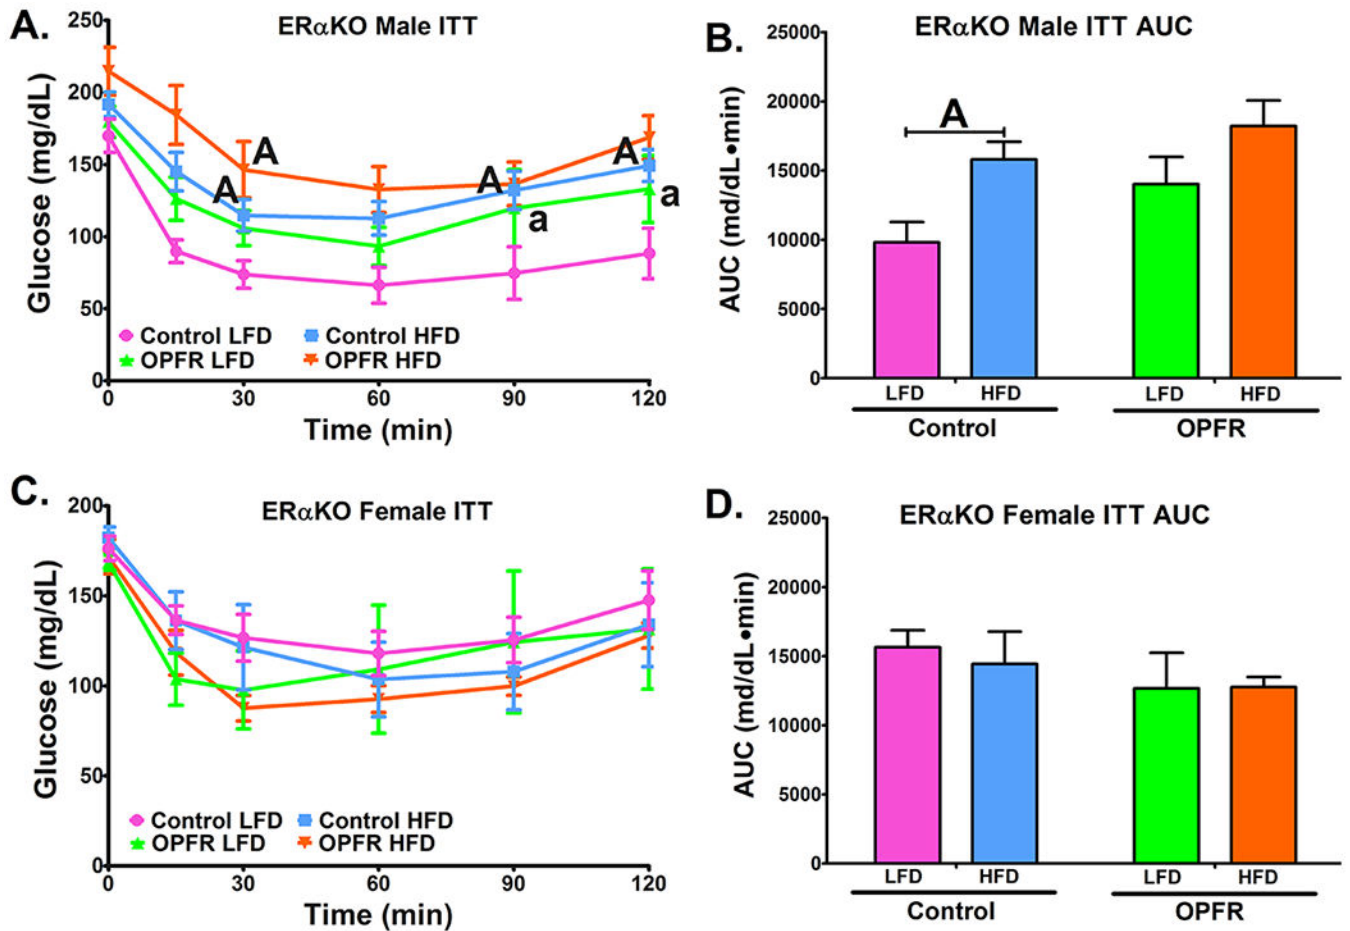 A.
ERαKO Male ITT
Glucose (mg/dL)
250
200
150
100
50
0
A
A
A
A
a
a
Control LFD
Control HFD
OPFR LFD
OPFR HFD
0 30 60 90 120
Time (min)
B.
ERαKO Male ITT AUC
AUC (md/dL•min)
25000
20000
15000
10000
5000
0
A
LFD HFD LFD HFD
Control OPFR
C.
ERαKO Female ITT
Glucose (mg/dL)
200
150
100
50
0
Control LFD
Control HFD
OPFR LFD
OPFR HFD
0 30 60 90 120
Time (min)
D.
ERαKO Female ITT AUC
AUC (md/dL•min)
25000
20000
15000
10000
5000
0
LFD HFD LFD HFD
Control OPFR